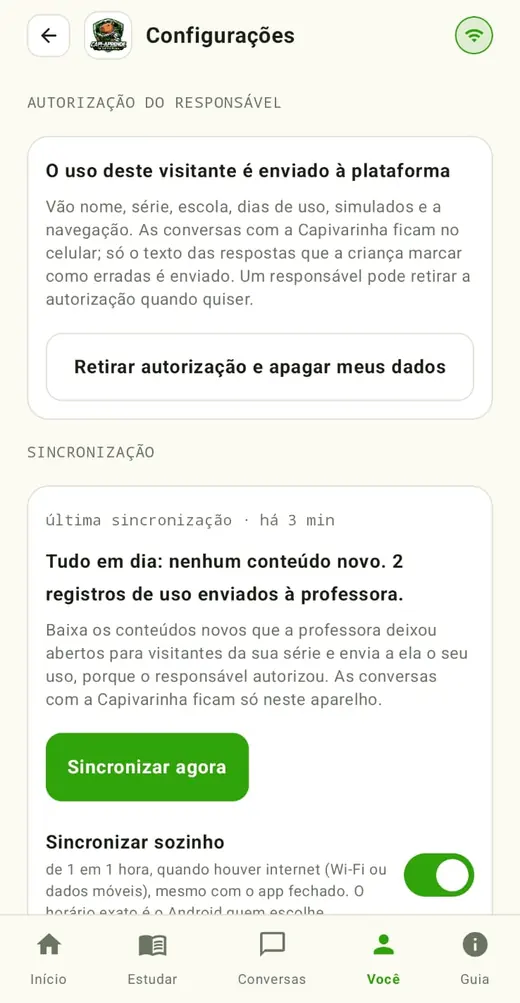 Configurações
AUTORIZAÇÃO DO RESPONSÁVEL
O uso deste visitante é enviado à plataforma
Vão nome, série, escola, dias de uso, simulados e a
navegação. As conversas com a Capivarinha ficam no
celular; só o texto das respostas que a criança marcar
como erradas é enviado. Um responsável pode retirar a
autorização quando quiser.
Retirar autorização e apagar meus dados
SINCRONIZAÇÃO
última sincronização · há 3 min
Tudo em dia: nenhum conteúdo novo. 2
registros de uso enviados à professora.
Baixa os conteúdos novos que a professora deixou
abertos para visitantes da sua série e envia a ela o seu
uso, porque o responsável autorizou. As conversas
com a Capivarinha ficam só neste aparelho.
Sincronizar agora
Sincronizar sozinho
de 1 em 1 hora, quando houver internet (Wi-Fi ou
dados móveis), mesmo com o app fechado. O
horário exato é o Android quem escolhe
Início
Estudar
Conversas
Você
Guia